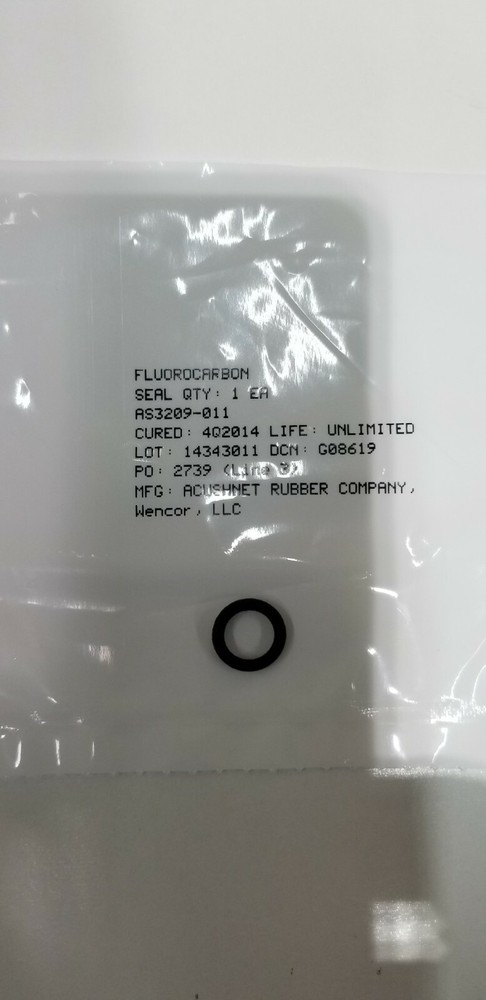 FLUOROCARBON
SEAL QTY: 1 EA
AS3209-011
CURED: 4Q2014 LIFE: UNLIMITED
LOT: 14343011 DCN: G08619
PO: 2739 (Line
MFG: ACUSHNET RUBBER COMPANY,
Wencor, LLC